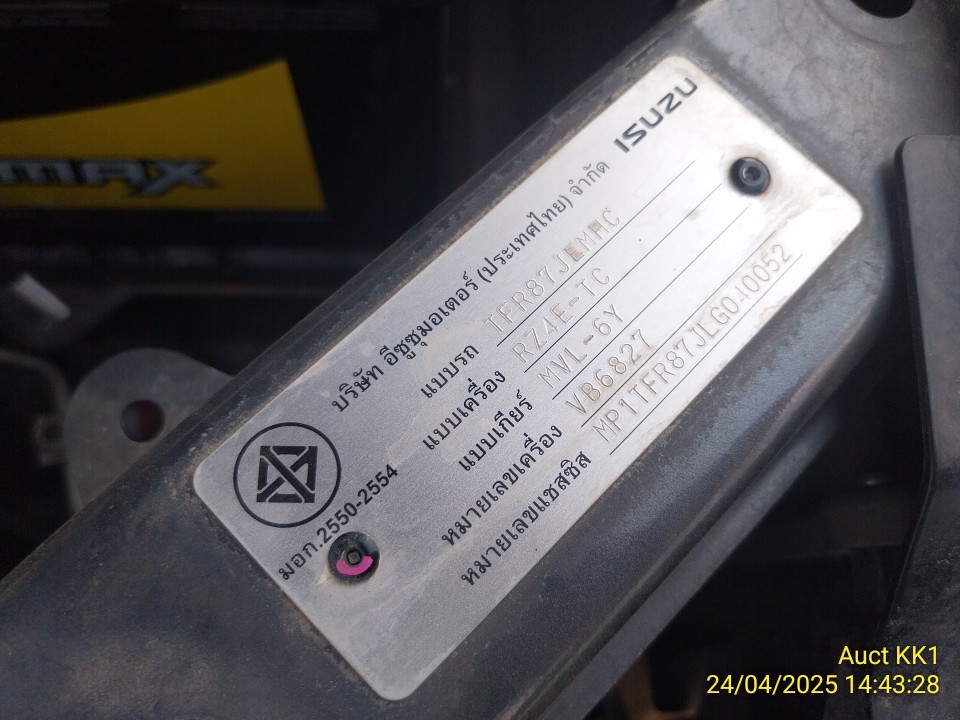 max
ISUZU
บริษัท อีซูซุมอเตอร์ (ประเทศไทย) จำกัด
แบบรถ
แบบเครื่อง RZ4E-TC
แบบเกียร์ MVL-6Y
หมายเลขเครื่อง VB6827
หมายเลขแชสซิส MP1TFR87JLG040052
มอก.2550-2554
Auct KK1
24/04/2025 14:43:28